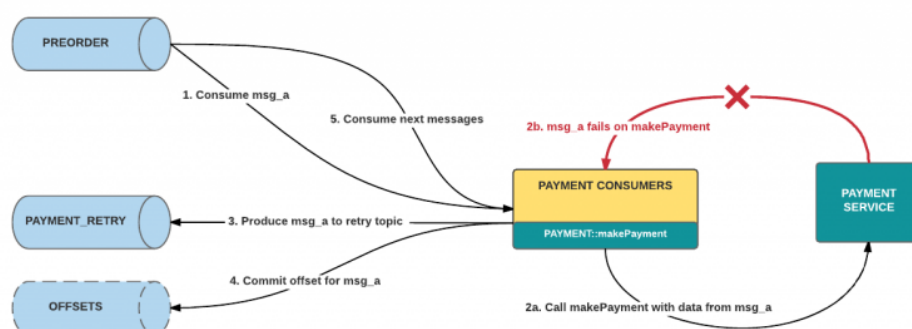 PREORDER
1. Consume msg_a
5. Consume next messages
2b. msg_a fails on makePayment
PAYMENT CONSUMERS
PAYMENT
SERVICE
PAYMENT_RETRY
3. Produce msg_a to retry topic
PAYMENT::makePayment
4. Commit offset for msg_a
OFFSETS
2a. Call makePayment with data from msg_a